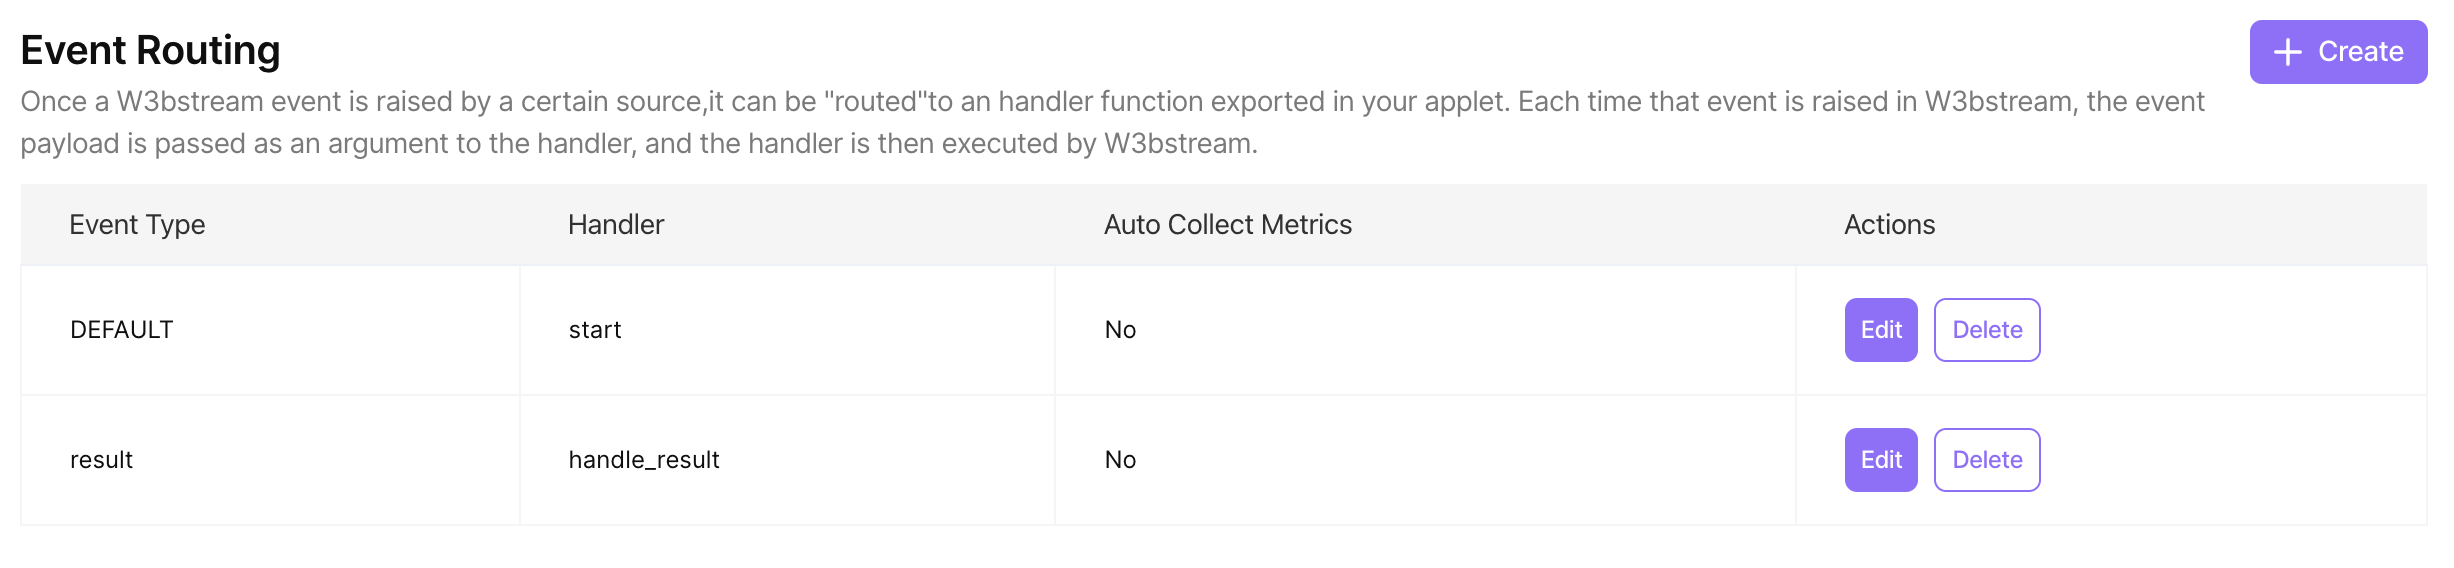 Event Routing
+ Create
Once a W3bstream event is raised by a certain source,it can be "routed"to an handler function exported in your applet. Each time that event is raised in W3bstream, the event
payload is passed as an argument to the handler, and the handler is then executed by W3bstream.
Event Type Handler Auto Collect Metrics Actions
DEFAULT start No Edit Delete
result handle_result No Edit Delete